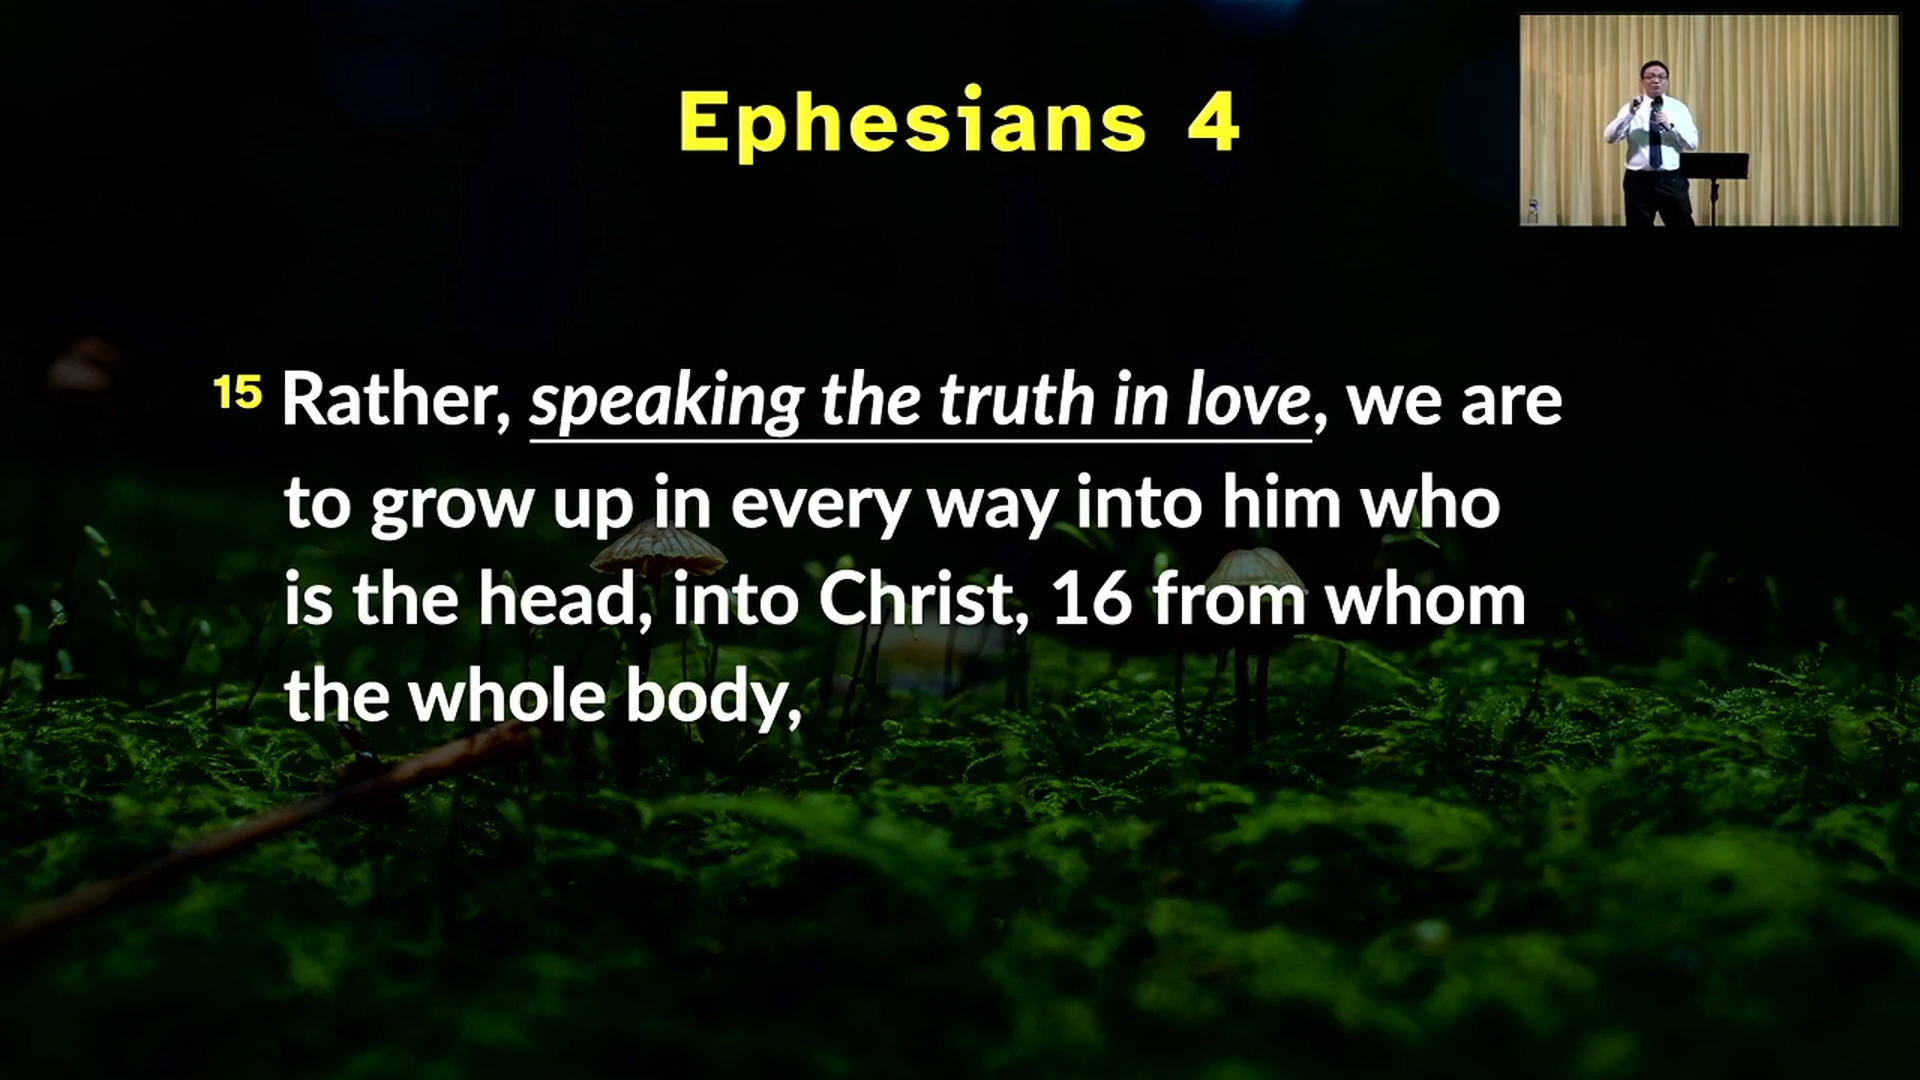 Ephesians 4
15 Rather, speaking the truth in love, we are
to grow up in every way into him who
is the head, into Christ, 16 from whom
the whole body,